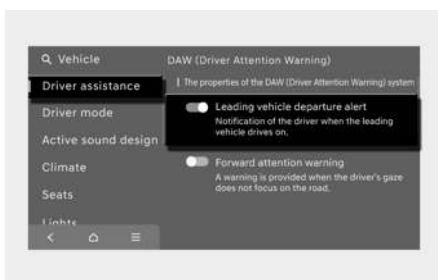 Vehicle
DAW (Driver Attention Warning)
Driver assistance
The properties of the DAW (Driver Attention Warning) system
Leading vehicle departure alert
Notification of the driver when the leading
vehicle drives on.
Driver mode
Active sound design
Climate
Forward attention warning
A warning is provided when the driver's gaze
does not focus on the road.
Seats
Lights